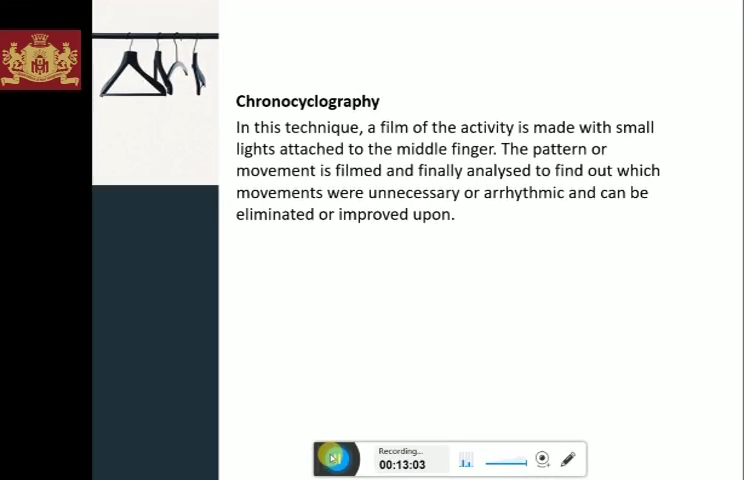 Chronocyclography
In this technique, a film of the activity is made with small
lights attached to the middle finger. The pattern or
movement is filmed and finally analysed to find out which
movements were unnecessary or arrhythmic and can be
eliminated or improved upon.
Recording...
00:13:03